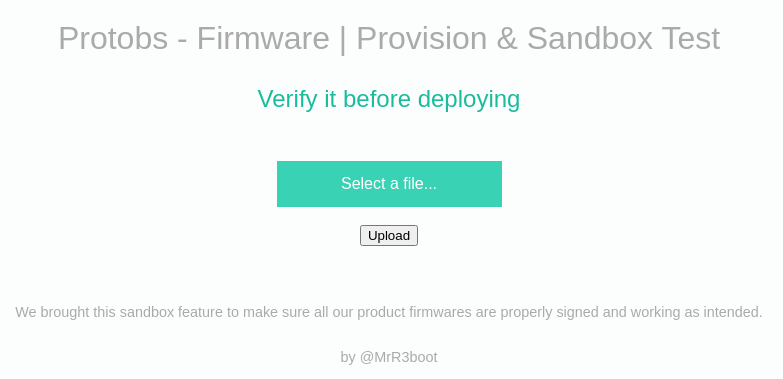 Protobs - Firmware | Provision & Sandbox Test
Verify it before deploying
Select a file...
Upload
We brought this sandbox feature to make sure all our product firmwares are properly signed and working as intended.
by @MrR3boot